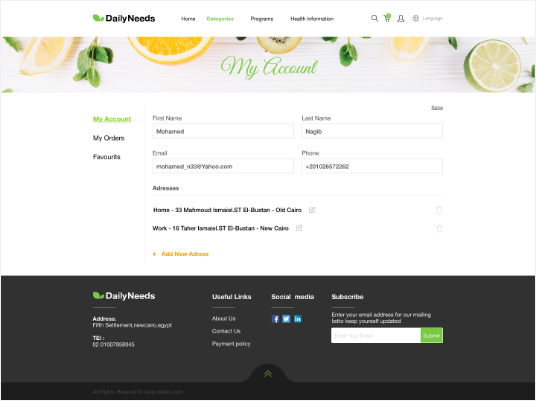 DailyNeeds
Home Categories Programs Health Information Language
My Account
Save
My Account
My Orders
Favourits
First Name Last Name
Mohamed Nagib
Email Phone
mohamed_n33@Yahoo.com +201026572262
Adresses
Home - 33 Mahmoud Ismaiel.ST El-Bustan - Old Cairo
Work - 16 Taher Ismaiel.ST El-Bustan - New Cairo
+ Add New Adress
DailyNeeds
Address:
Fifth Settlement,newcairo,egypt
TEl :
02 01007958045
Useful Links
About Us
Contact Us
Payment policy
Social media
Subscribe
Enter your email address for our mailing
listto keep yourself updated
Enter Your Email Submit
All Rights Reserved © Daily needs.com